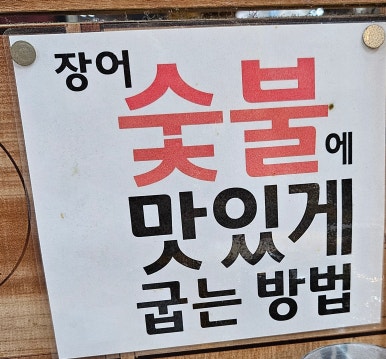 장어 숯불에
맛있게
굽는 방법